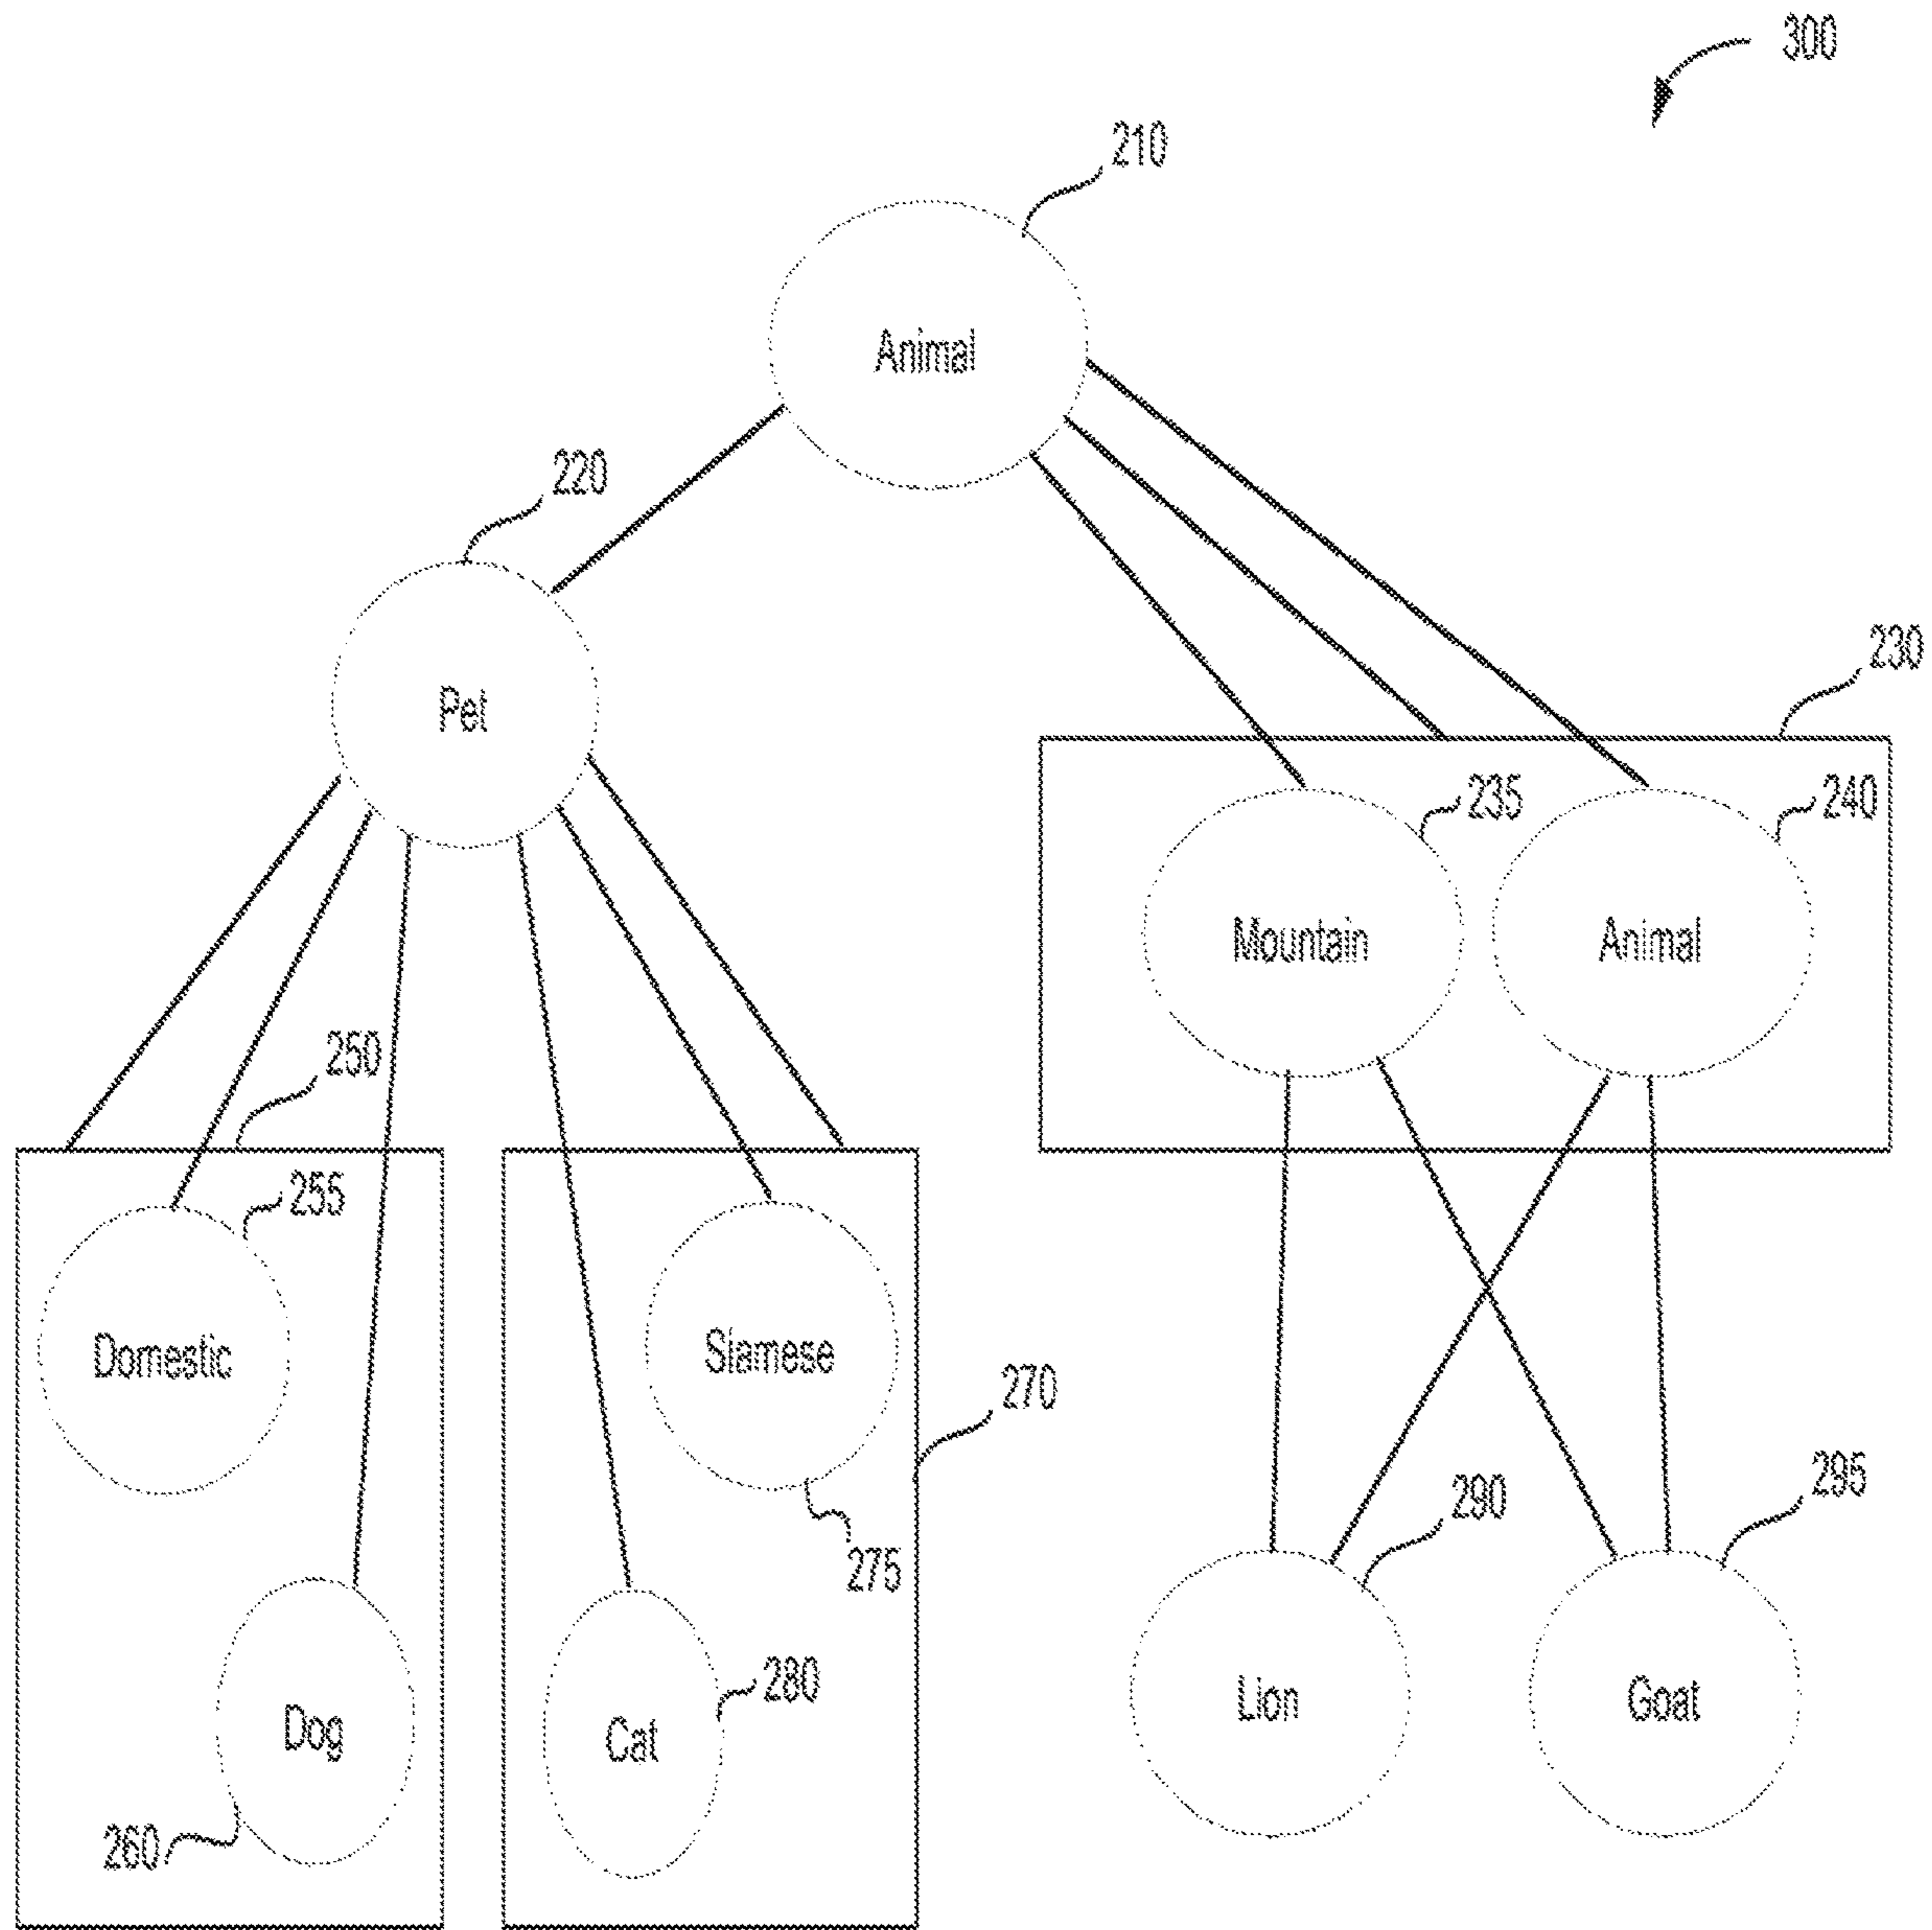 300
210
Animal
220
Pet
230
235
240
Mountain
Animal
250
255
Domestic
Siamese
270
275
290
295
Lion
Goat
280
Dog
Cat
260